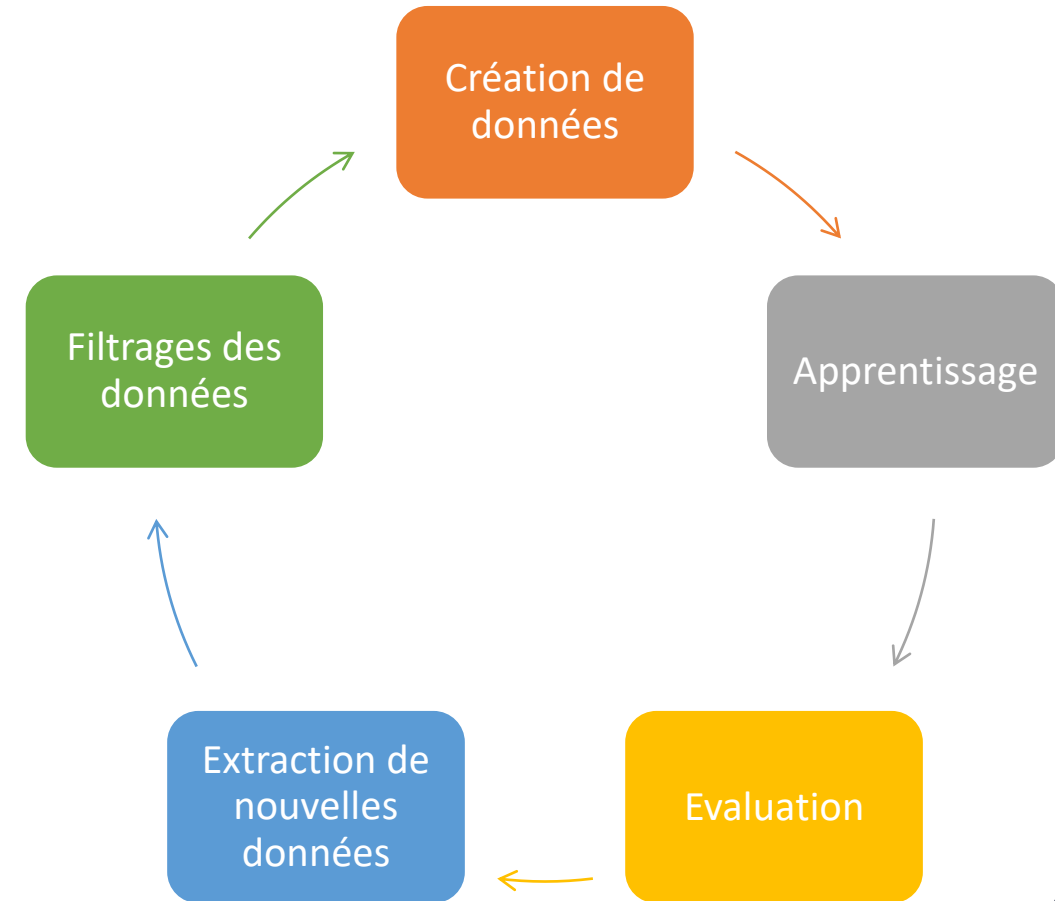 Création de
données
Apprentissage
Evaluation
Extraction de
nouvelles
données
Filtrages des
données